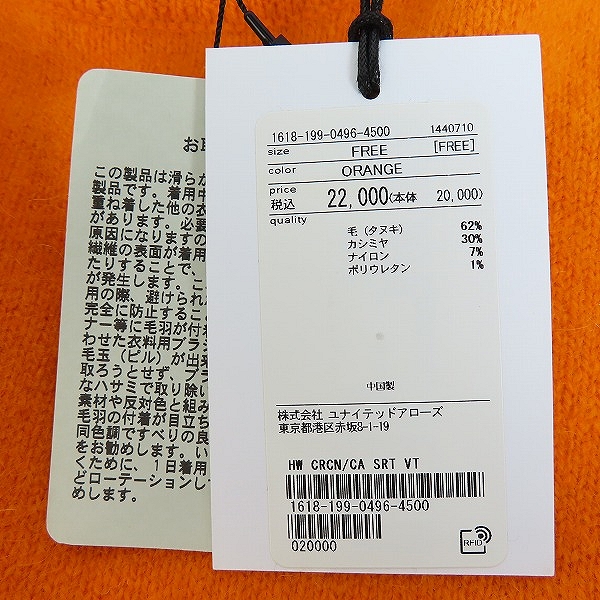 お
この製品は滑らか
製品です。着用中
重ね着した他の衣
があります。必要
原因になりますの
繊維の表面が着用
たりすることで、
が発生します。こ
用の際、避けられ
完全に防止するこ
ナー等に毛羽が付
わせた衣料用ブラ
毛玉（ピル）が出来
取ろうとせず、ブラ
なハサミで取り除い
素材や反対色と組み
毛羽の付着が目立ち
同色調ですべりの良
をお勧めします。い
くために、1日着用
どローテーションして
めします。
1618-199-0496-4500 1440710
size FREE [FREE]
color ORANGE
price
税込 22,000(本体 20,000)
quality
毛（タヌキ） 62%
カシミヤ 30%
ナイロン 7%
ポリウレタン 1%
中国製
株式会社 ユナイテッドアローズ
東京都港区赤坂8-1-19
HW CRCN/CA SRT VT
1618-199-0496-4500
020000
RFID